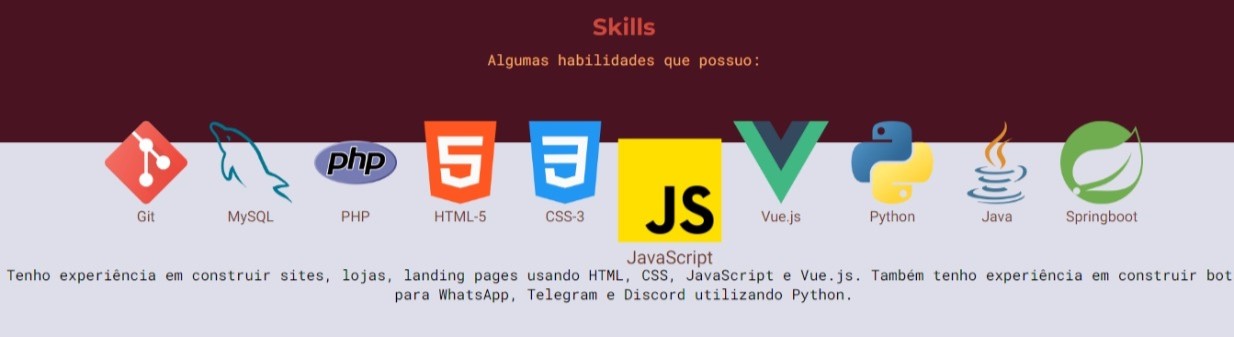 Skills
Algumas habilidades que possuo:
php
JS
Git
MySQL
PHP
HTML-5
CSS-3
Vue.js
Python
Java
Springboot
JavaScript
Tenho experiência em construir sites, lojas, landing pages usando HTML, CSS, JavaScript e Vue.js. Também tenho experiência em construir bot
para WhatsApp, Telegram e Discord utilizando Python.